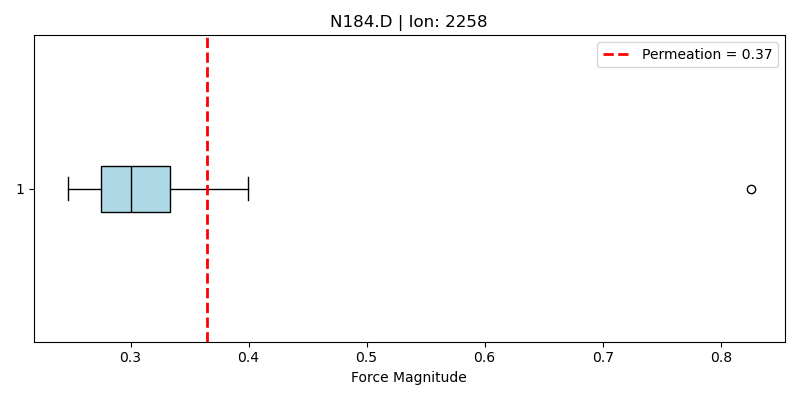 N184.D | Ion: 2258
Permeation = 0.37
1
0.3 0.4 0.5 0.6 0.7 0.8
Force Magnitude